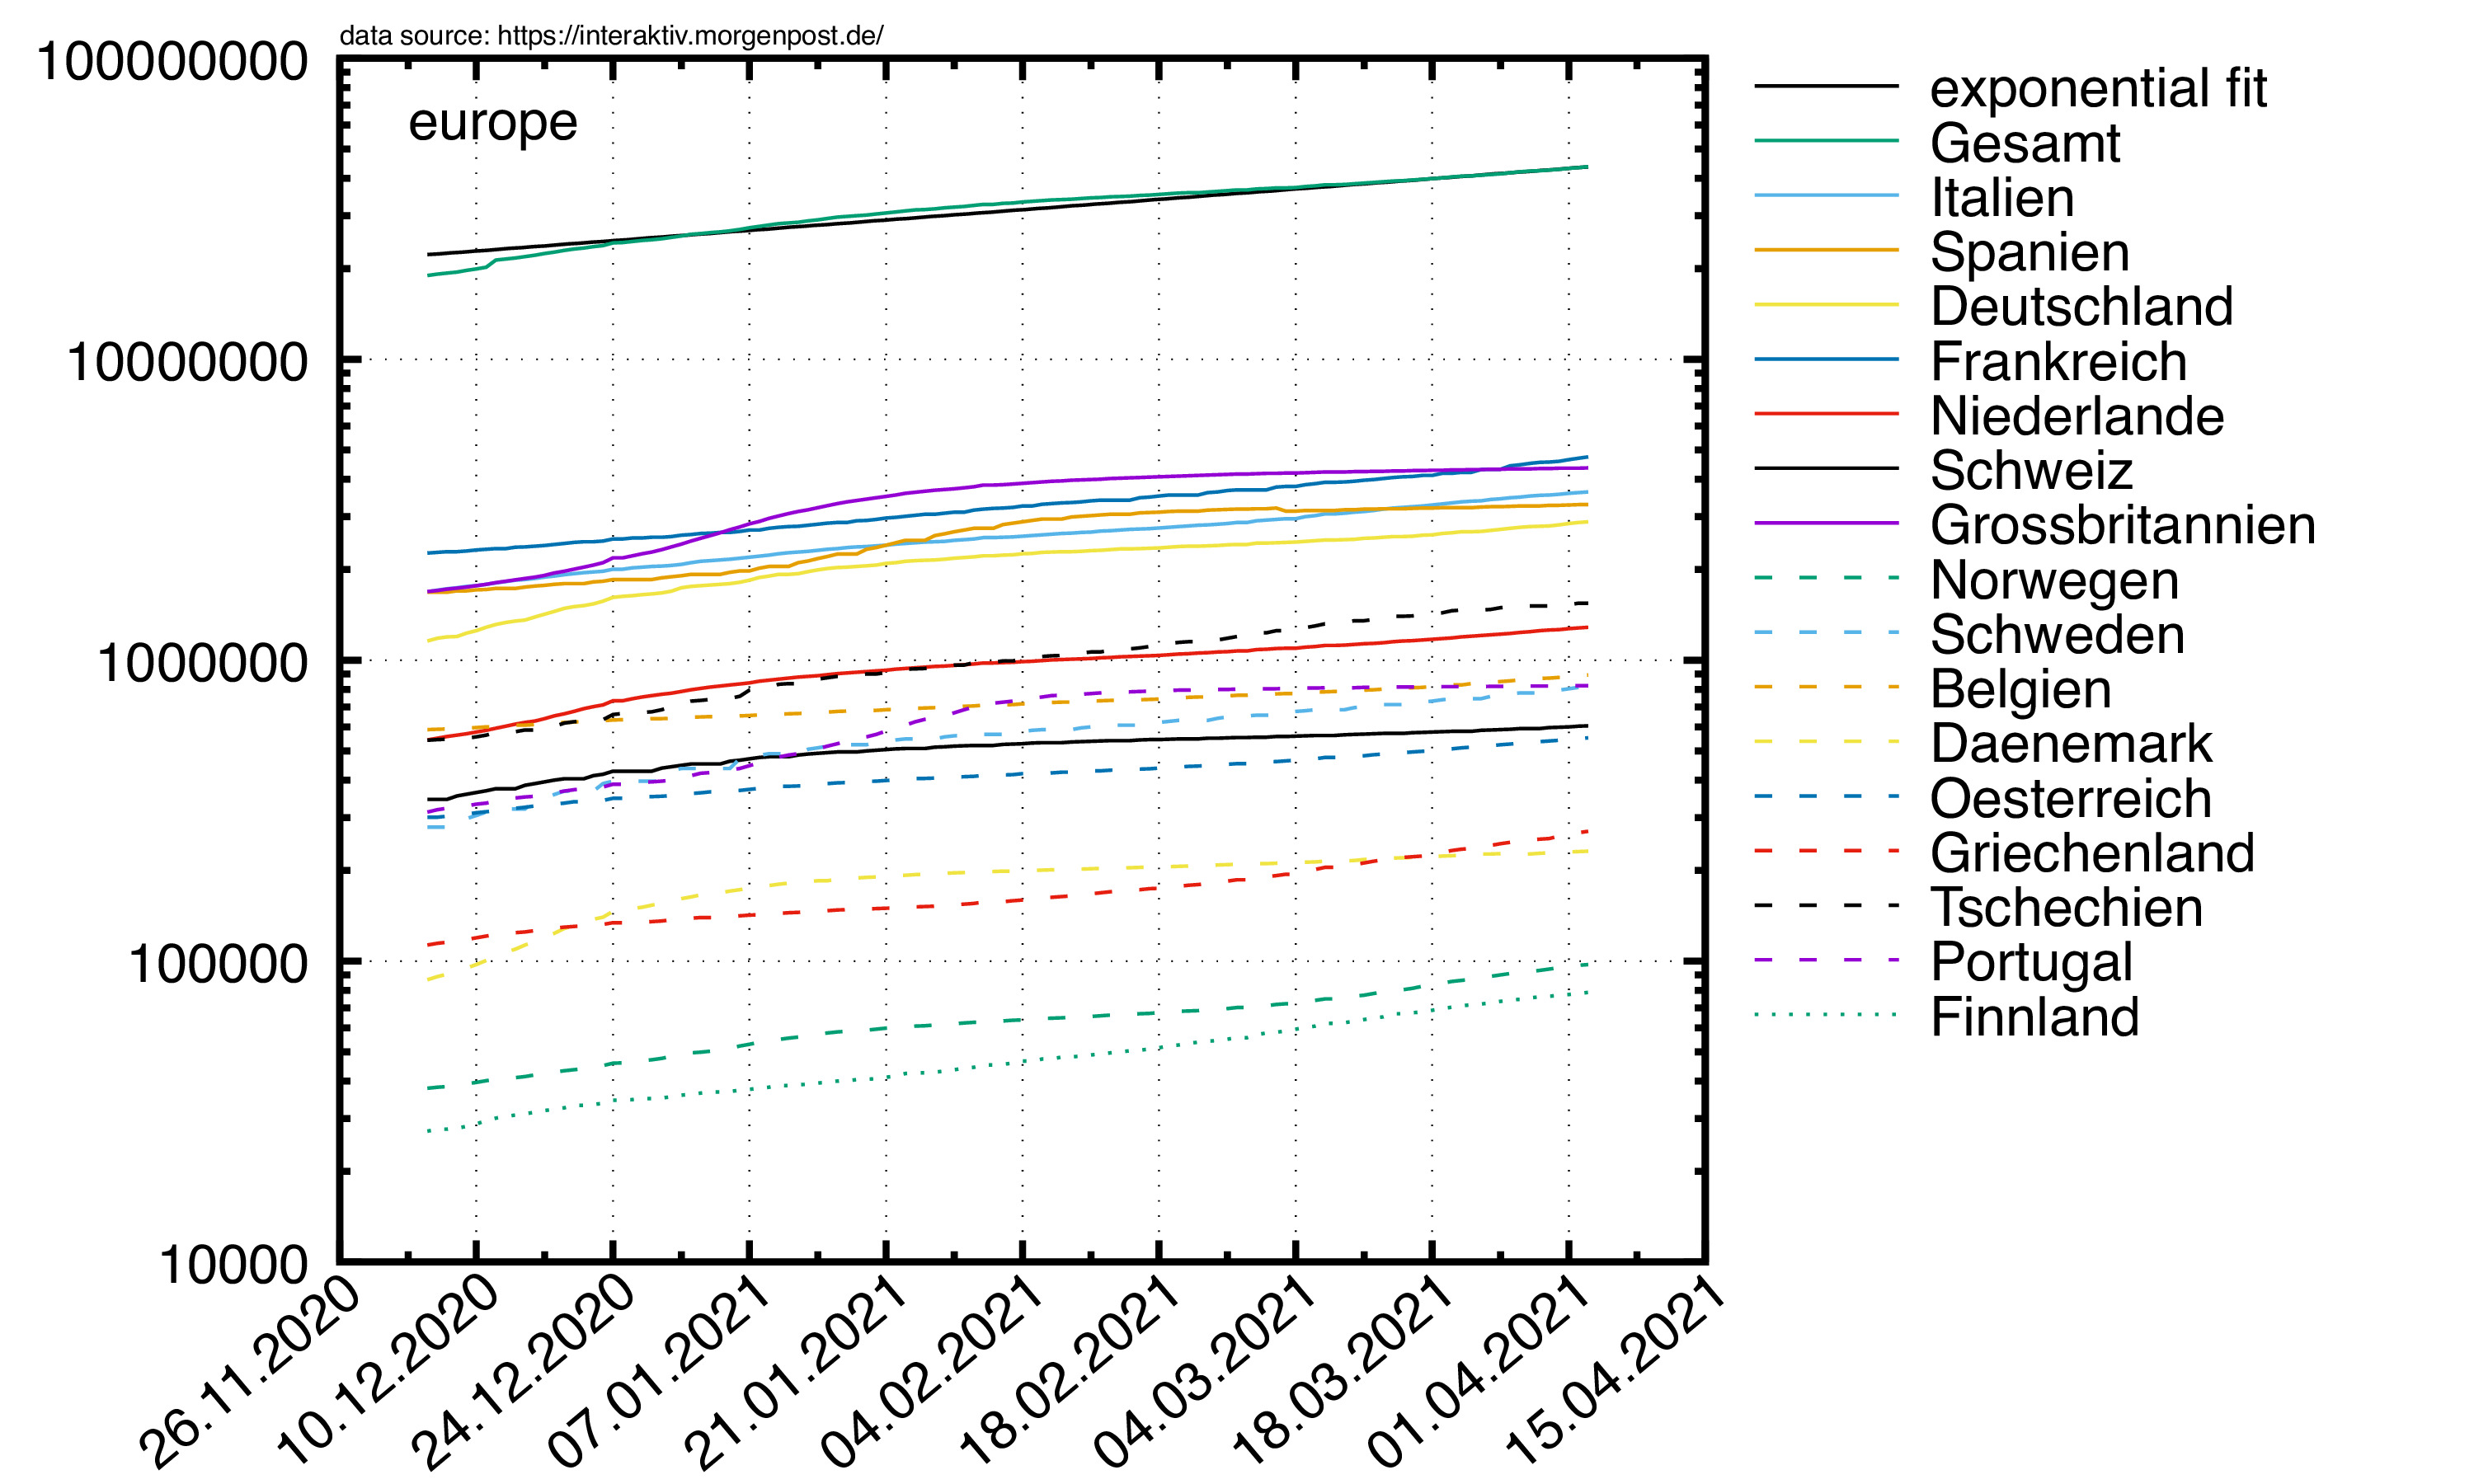 data source: https://interaktiv.morgenpost.de/
100000000
10000000
1000000
100000
10000
europe
26.11.2020
10.12.2020
24.12.2020
07.01.2021
21.01.2021
04.02.2021
18.02.2021
04.03.2021
18.03.2021
01.04.2021
15.04.2021
exponential fit
Gesamt
Italien
Spanien
Deutschland
Frankreich
Niederlande
Schweiz
Grossbritannien
Norwegen
Schweden
Belgien
Daenemark
Oesterreich
Griechenland
Tschechien
Portugal
Finnland